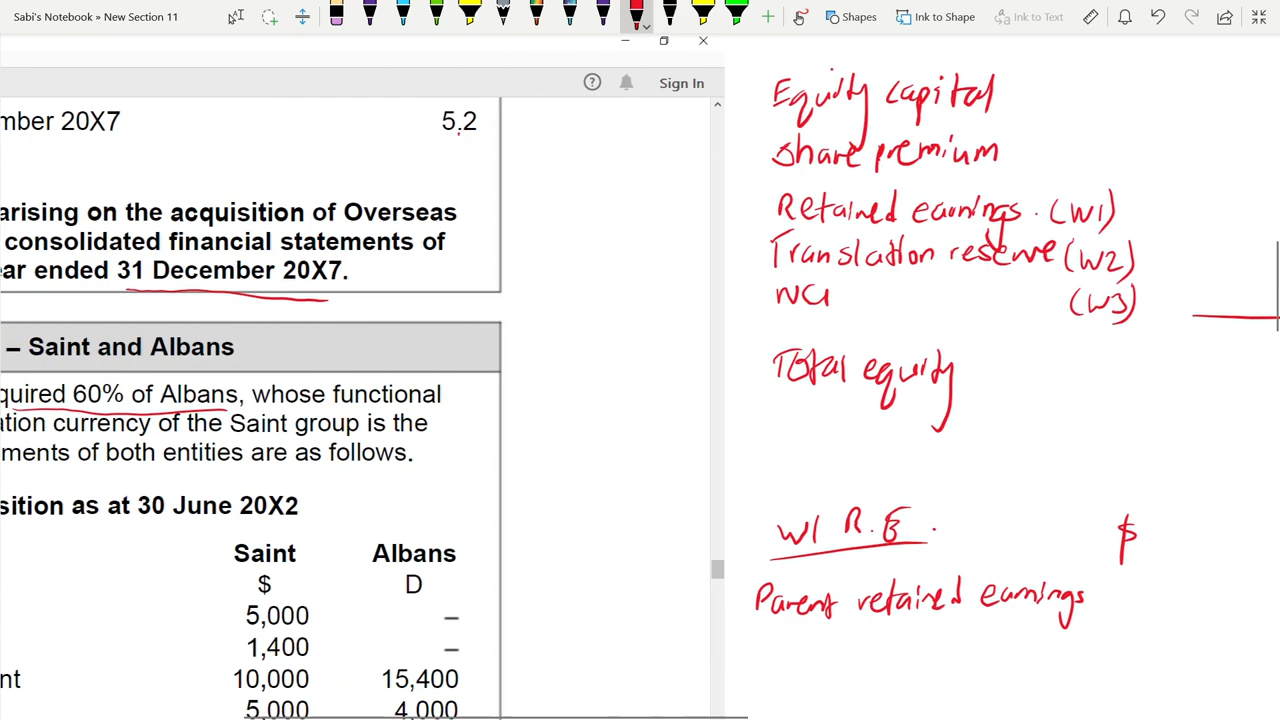 Sabi's Notebook » New Section 11
Shapes
Ink to Shape
Ink to Text
Sign In
mber 20X7 5.2
arising on the acquisition of Overseas
consolidated financial statements of
ear ended 31 December 20X7.
– Saint and Albans
quired 60% of Albans, whose functional
ation currency of the Saint group is the
ments of both entities are as follows.
sition as at 30 June 20X2
Saint Albans
$ D
5,000 –
1,400 –
nt 10,000 15,400
5,000 4,000
Equity capital
Share premium
Retained earnings. (W1)
Translation reserve (W2)
NCI (W3)
Total equity
W1 R.E. $
Parent retained earnings